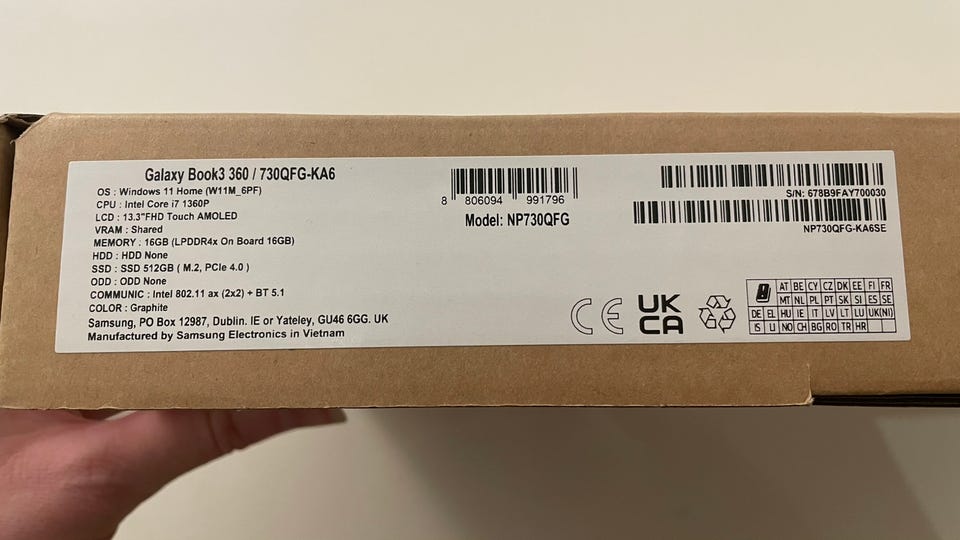 Galaxy Book3 360 / 730QFG-KA6
OS : Windows 11 Home (W11M_6PF)
CPU : Intel Core i7 1360P
LCD : 13.3"FHD Touch AMOLED
VRAM : Shared
MEMORY : 16GB (LPDDR4x On Board 16GB)
HDD : HDD None
SSD : SSD 512GB ( M.2, PCIe 4.0 )
ODD : ODD None
COMMUNIC : Intel 802.11 ax (2x2) + BT 5.1
COLOR : Graphite
Samsung, PO Box 12987, Dublin. IE or Yateley, GU46 6GG. UK
Manufactured by Samsung Electronics in Vietnam
8 806094 991796
Model: NP730QFG
S/N: 678B9FAY700030
NP730QFG-KA6SE
CE
UK
CA
AT BE CY CZ DK EE FI FR
MT NL PL PT SK SI ES SE
DE EL HU IE IT LV LT LU UK(NI)
IS LI NO CH BG RO TR HR